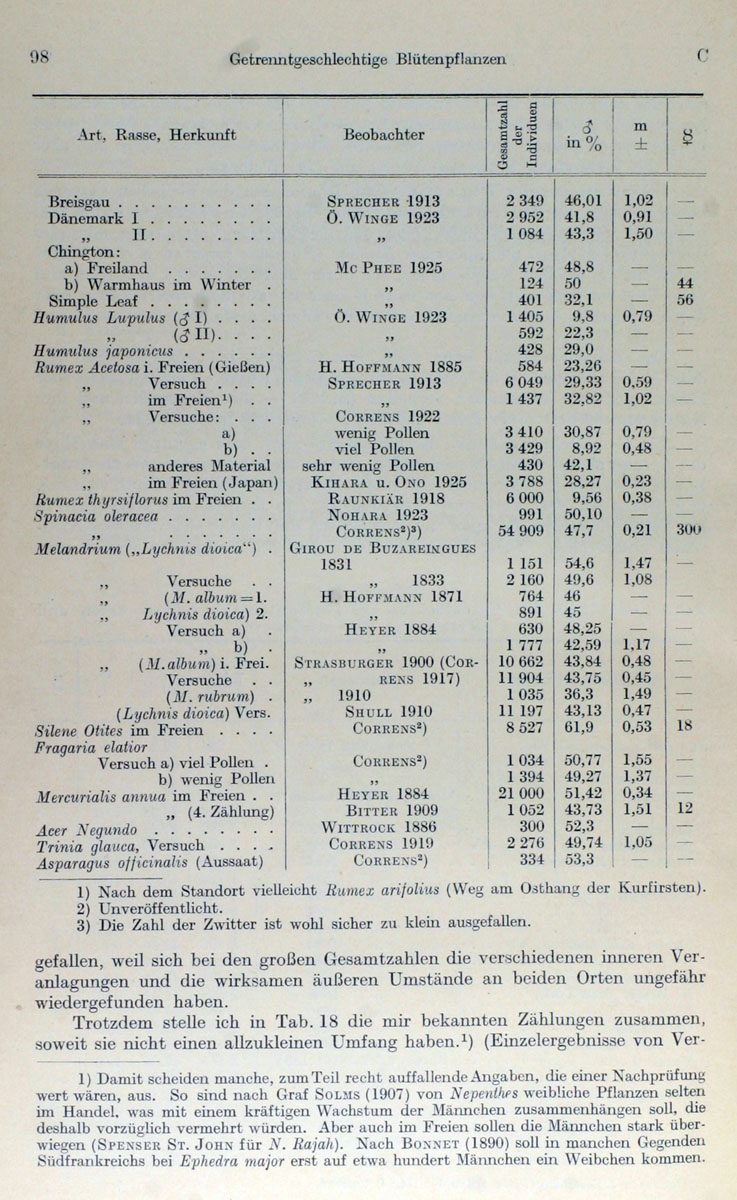 98 Getrenntgeschlechtige Blütenpflanzen C
Art, Rasse, Herkunft Beobachter Gesamtzahl der Individuen ♂ in % m ± ⚥
Breisgau . . . . . . . . . . SPRECHER 1913 2 349 46,01 1,02 —
Dänemark I . . . . . . . . Ö. WINGE 1923 2 952 41,8 0,91 —
„ II . . . . . . . . „ 1 084 43,3 1,50 —
Chington:
a) Freiland . . . . . . . MC PHEE 1925 472 48,8 — —
b) Warmhaus im Winter . „ 124 50 — 44
Simple Leaf . . . . . . . . „ 401 32,1 — 56
Humulus Lupulus (♂ I) . . . . Ö. WINGE 1923 1 405 9,8 0,79 —
„ (♂ II) . . . . „ 592 22,3 — —
Humulus japonicus . . . . . . „ 428 29,0 — —
Rumex Acetosa i. Freien (Gießen) H. HOFFMANN 1885 584 23,26 — —
„ Versuch . . . . SPRECHER 1913 6 049 29,33 0,59 —
„ im Freien¹) . . „ 1 437 32,82 1,02 —
„ Versuche: . . . CORRENS 1922
a) wenig Pollen 3 410 30,87 0,79 —
b) . . viel Pollen 3 429 8,92 0,48 —
„ anderes Material sehr wenig Pollen 430 42,1 — —
„ im Freien (Japan) KIHARA u. ONO 1925 3 788 28,27 0,23 —
Rumex thyrsiflorus im Freien . . RAUNKIÄR 1918 6 000 9,56 0,38 —
Spinacia oleracea . . . . . . . NOHARA 1923 991 50,10 — —
„ . . . . . . . CORRENS²)³) 54 909 47,7 0,21 300
Melandrium („Lychnis dioica“) . GIROU DE BUZAREINGUES
1831 1 151 54,6 1,47 —
„ Versuche . . „ 1833 2 160 49,6 1,08
„ (M. album = 1. H. HOFFMANN 1871 764 46 — —
„ Lychnis dioica) 2. „ 891 45 — —
Versuch a) . HEYER 1884 630 48,25 — —
„ b) . „ 1 777 42,59 1,17 —
„ (M. album) i. Frei. STRASBURGER 1900 (COR- 10 662 43,84 0,48 —
Versuche . . „ RENS 1917) 11 904 43,75 0,45 —
(M. rubrum) . „ 1910 1 035 36,3 1,49 —
(Lychnis dioica) Vers. SHULL 1910 11 197 43,13 0,47 —
Silene Otites im Freien . . . . CORRENS²) 8 527 61,9 0,53 18
Fragaria elatior
Versuch a) viel Pollen . CORRENS²) 1 034 50,77 1,55 —
b) wenig Pollen „ 1 394 49,27 1,37 —
Mercurialis annua im Freien . . HEYER 1884 21 000 51,42 0,34 —
„ (4. Zählung) BITTER 1909 1 052 43,73 1,51 12
Acer Negundo . . . . . . . . WITTROCK 1886 300 52,3 — —
Trinia glauca, Versuch . . . . CORRENS 1919 2 276 49,74 1,05 —
Asparagus officinalis (Aussaat) CORRENS²) 334 53,3 — —
1) Nach dem Standort vielleicht Rumex arifolius (Weg am Osthang der Kurfirsten).
2) Unveröffentlicht.
3) Die Zahl der Zwitter ist wohl sicher zu klein ausgefallen.
gefallen, weil sich bei den großen Gesamtzahlen die verschiedenen inneren Ver-
anlagungen und die wirksamen äußeren Umstände an beiden Orten ungefähr
wiedergefunden haben.
Trotzdem stelle ich in Tab. 18 die mir bekannten Zählungen zusammen,
soweit sie nicht einen allzukleinen Umfang haben.¹) (Einzelergebnisse von Ver-
1) Damit scheiden manche, zum Teil recht auffallende Angaben, die einer Nachprüfung
wert wären, aus. So sind nach Graf SOLMS (1907) von Nepenthes weibliche Pflanzen selten
im Handel, was mit einem kräftigen Wachstum der Männchen zusammenhängen soll, die
deshalb vorzüglich vermehrt würden. Aber auch im Freien sollen die Männchen stark über-
wiegen (SPENSER ST. JOHN für N. Rajah). Nach BONNET (1890) soll in manchen Gegenden
Südfrankreichs bei Ephedra major erst auf etwa hundert Männchen ein Weibchen kommen.